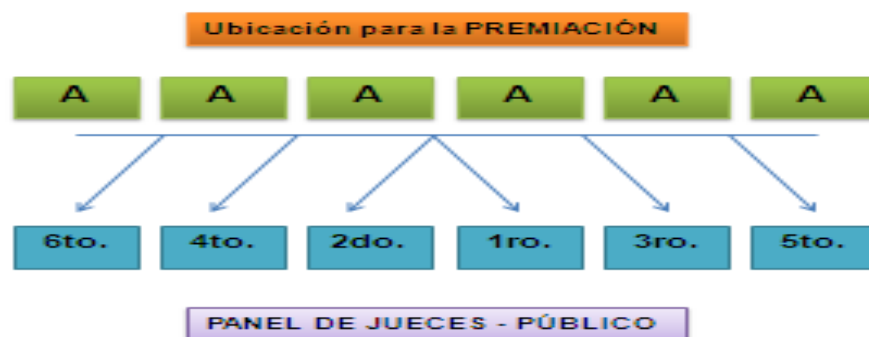 Ubicación para la PREMIACIÓN
A A A A A A
6to. 4to. 2do. 1ro. 3ro. 5to.
PANEL DE JUECES - PÚBLICO